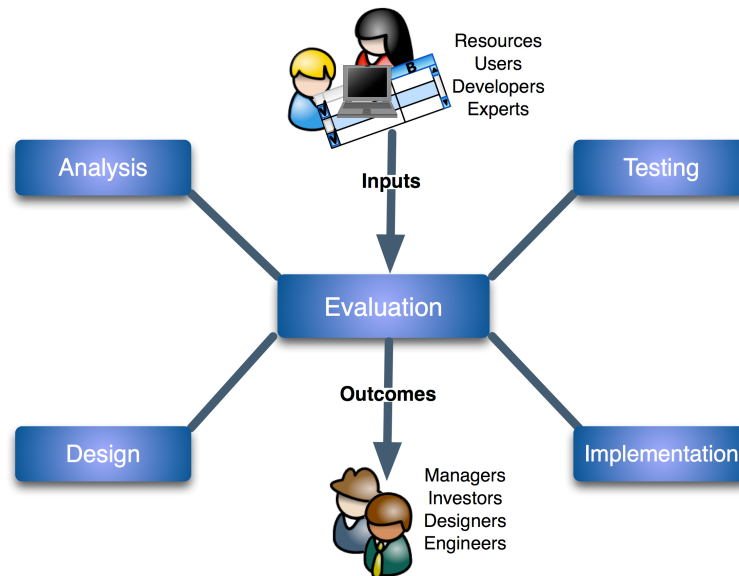 Resources
Users
Developers
Experts
B
Analysis
Testing
Inputs
Evaluation
Outcomes
Design
Implementation
Managers
Investors
Designers
Engineers